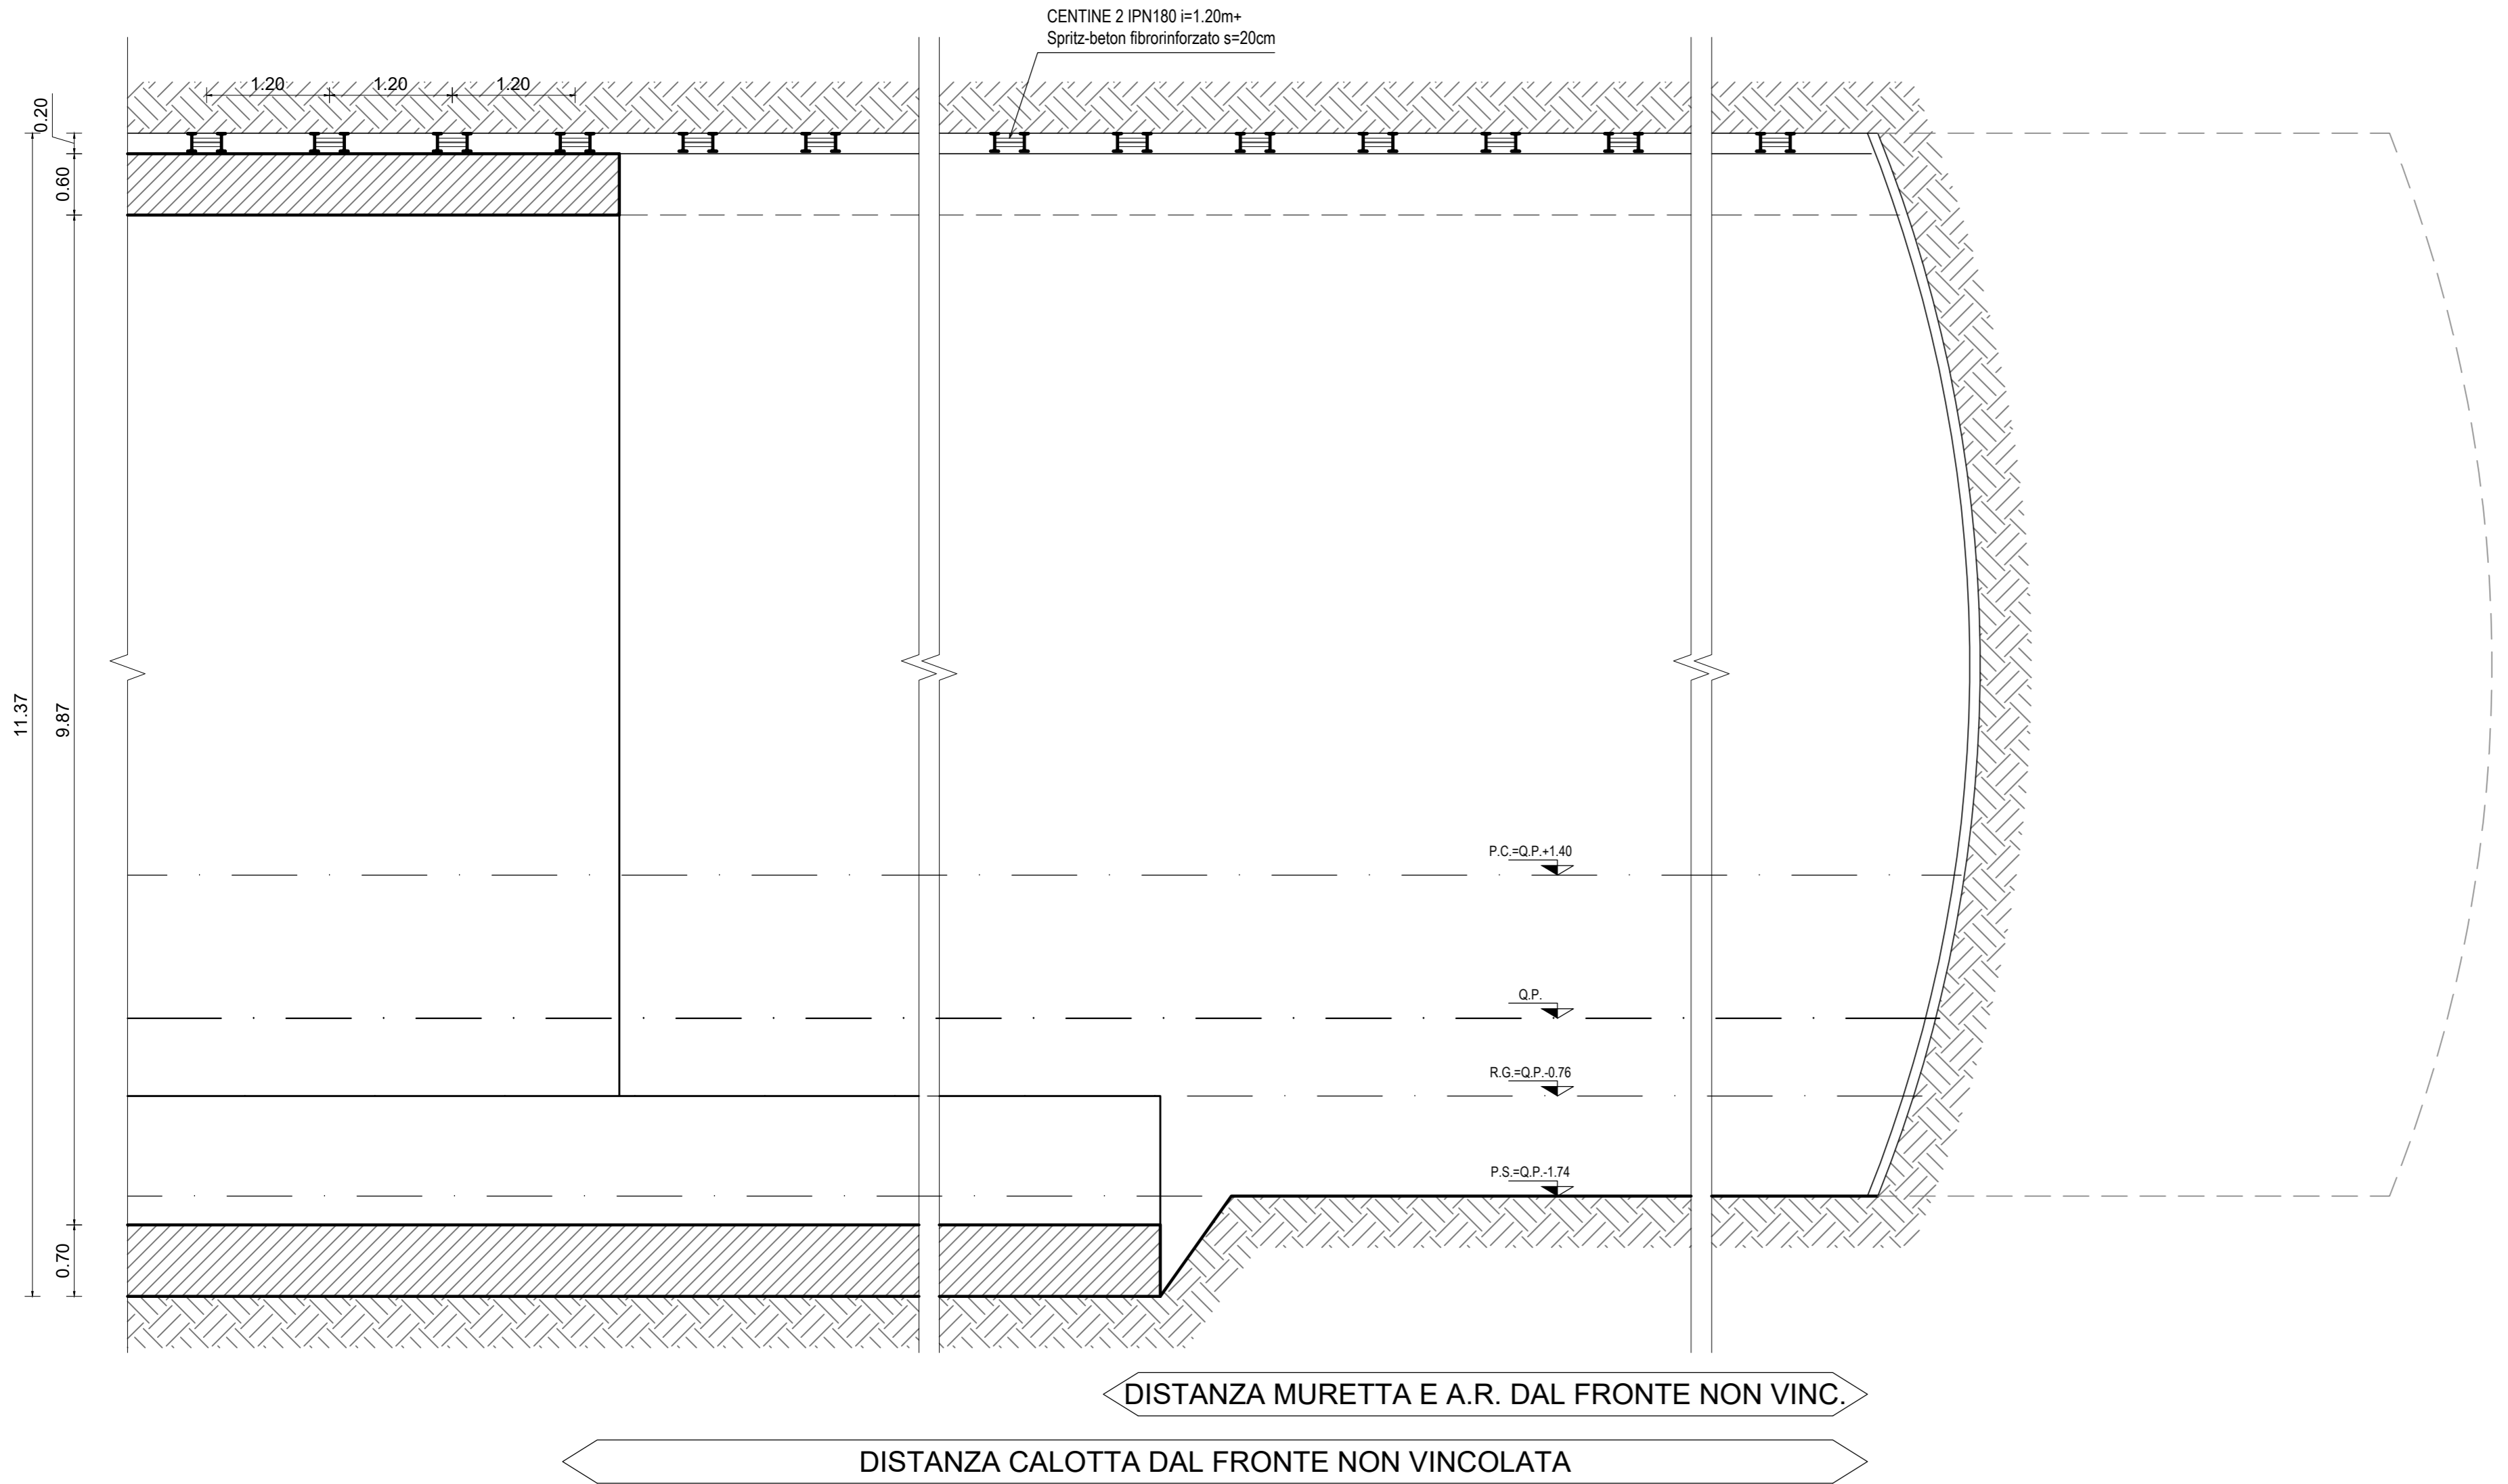 CENTINE 2 IPN180 i=1.20m+
Spritz-beton fibrorinforzato s=20cm
1.20
1.20
1.20
0.20
0.60
11.37
9.87
P.C.=Q.P.+1.40
Q.P.
R.G.=Q.P.-0.76
P.S.=Q.P.-1.74
0.70
DISTANZA MURETTA E A.R. DAL FRONTE NON VINC.
DISTANZA CALOTTA DAL FRONTE NON VINCOLATA